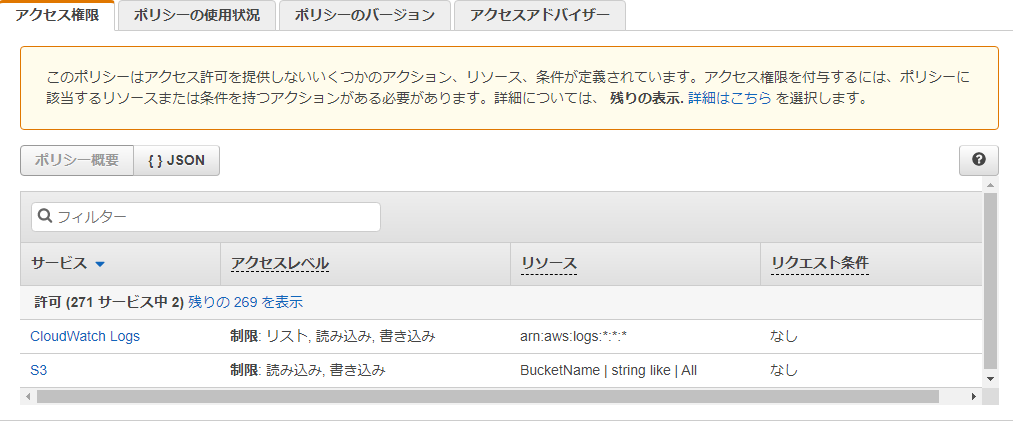 アクセス権限 ポリシーの使用状況 ポリシーのバージョン アクセスアドバイザー
このポリシーはアクセス許可を提供しないいくつかのアクション、リソース、条件が定義されています。アクセス権限を付与するには、ポリシーに
該当するリソースまたは条件を持つアクションがある必要があります。詳細については、 残りの表示. 詳細はこちら を選択します。
ポリシー概要 { } JSON ?
フィルター
サービス アクセスレベル リソース リクエスト条件
許可 (271 サービス中 2) 残りの 269 を表示
CloudWatch Logs 制限: リスト, 読み込み, 書き込み arn:aws:logs:*:*:* なし
S3 制限: 読み込み, 書き込み BucketName | string like | All なし